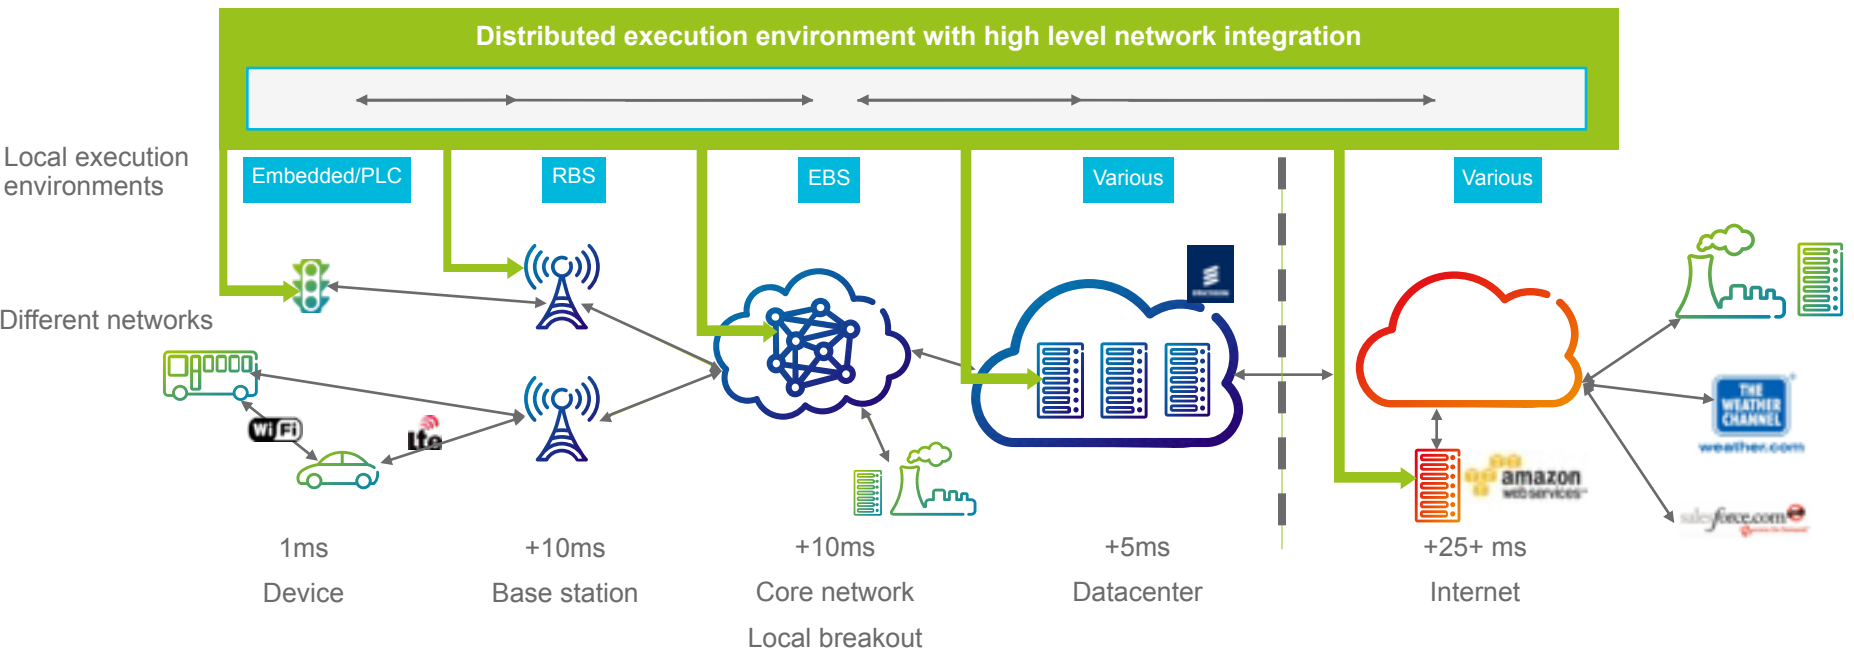 Distributed execution environment with high level network integration
Local execution
environments
Embedded/PLC
RBS
EBS
Various
Various
Different networks
Wi Fi
lte
ERICSSON
THE
WEATHER
CHANNEL
weather.com
amazon
webservices™
salesforce.com
1ms
+10ms
+10ms
+5ms
+25+ ms
Device
Base station
Core network
Datacenter
Internet
Local breakout